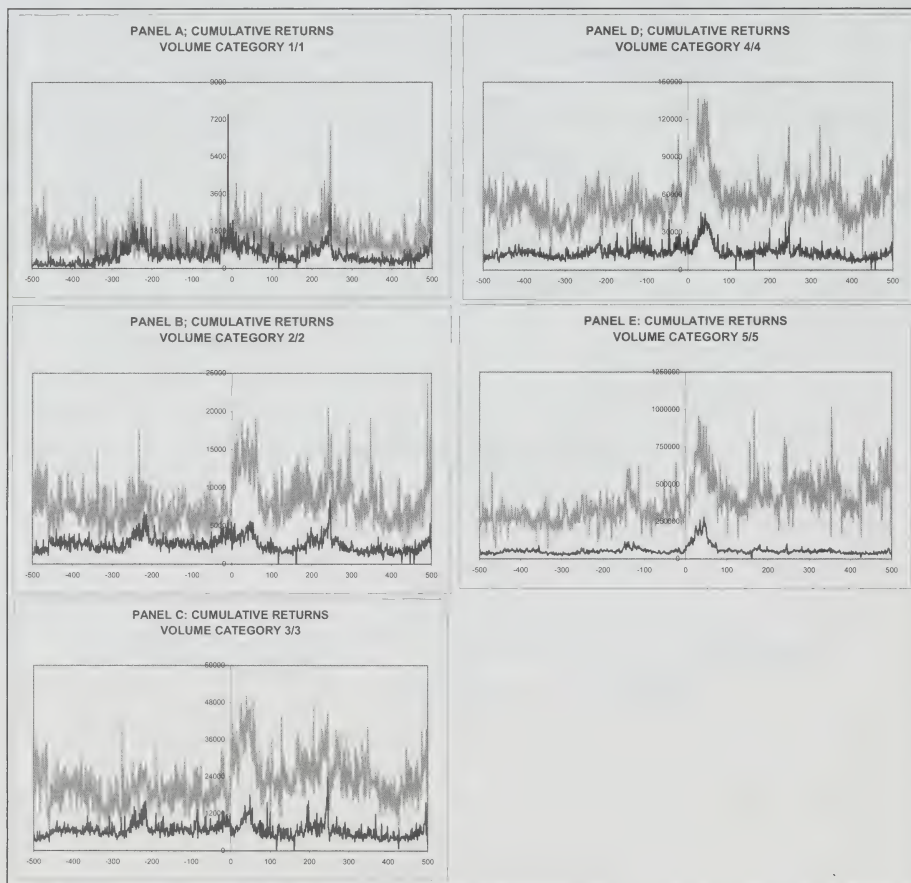 PANEL A; CUMULATIVE RETURNS
VOLUME CATEGORY 1/1
9000
7200
5400
3600
1800
0
-500 -400 -300 -200 -100 0 100 200 300 400 500
PANEL B; CUMULATIVE RETURNS
VOLUME CATEGORY 2/2
25000
20000
15000
10000
5000
0
-500 -400 -300 -200 -100 0 100 200 300 400 500
PANEL C: CUMULATIVE RETURNS
VOLUME CATEGORY 3/3
60000
48000
36000
24000
12000
0
-500 -400 -300 -200 -100 0 100 200 300 400 500
PANEL D; CUMULATIVE RETURNS
VOLUME CATEGORY 4/4
150000
120000
90000
60000
30000
0
-500 -400 -300 -200 -100 0 100 200 300 400 500
PANEL E: CUMULATIVE RETURNS
VOLUME CATEGORY 5/5
1250000
1000000
750000
500000
250000
0
-500 -400 -300 -200 -100 0 100 200 300 400 500